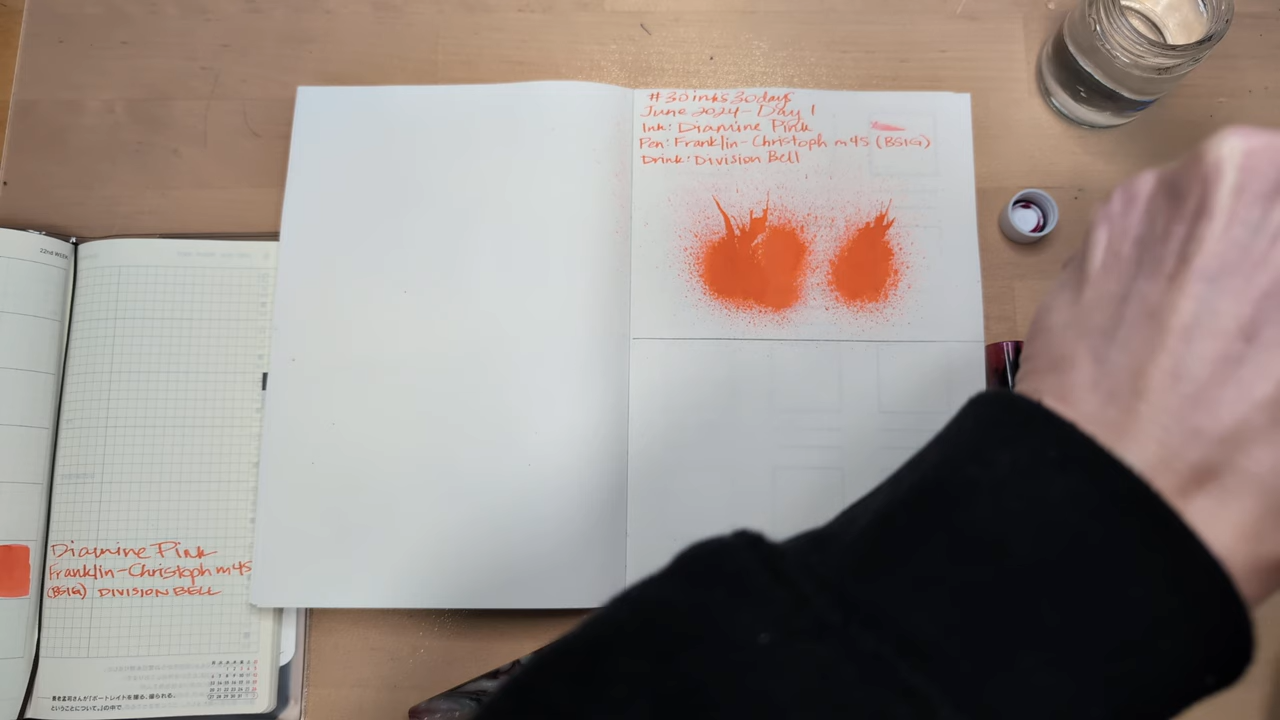 #30inks30days
June 2024 - Day 1
Ink: Diamine Pink
Pen: Franklin-Christoph m45 (BSIG)
Drink: Division Bell
22nd WEEK
Diamine Pink
Franklin-Christoph m45
(BSIG) DIVISION BELL